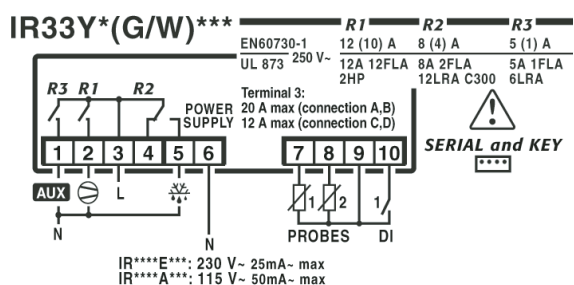 IR33Y*(G/W)***
R1 R2 R3
EN60730-1 250 V~ 12 (10) A 8 (4) A 5 (1) A
UL 873 12A 12FLA 8A 2FLA 5A 1FLA
2HP 12LRA C300 6LRA
R3 R1 R2
Terminal 3:
POWER SUPPLY
20 A max (connection A,B)
12 A max (connection C,D)
SERIAL and KEY
1 2 3 4 5 6 7 8 9 10
AUX L 1 2 1
N N PROBES DI
IR****E***: 230 V~ 25mA~ max
IR****A***: 115 V~ 50mA~ max